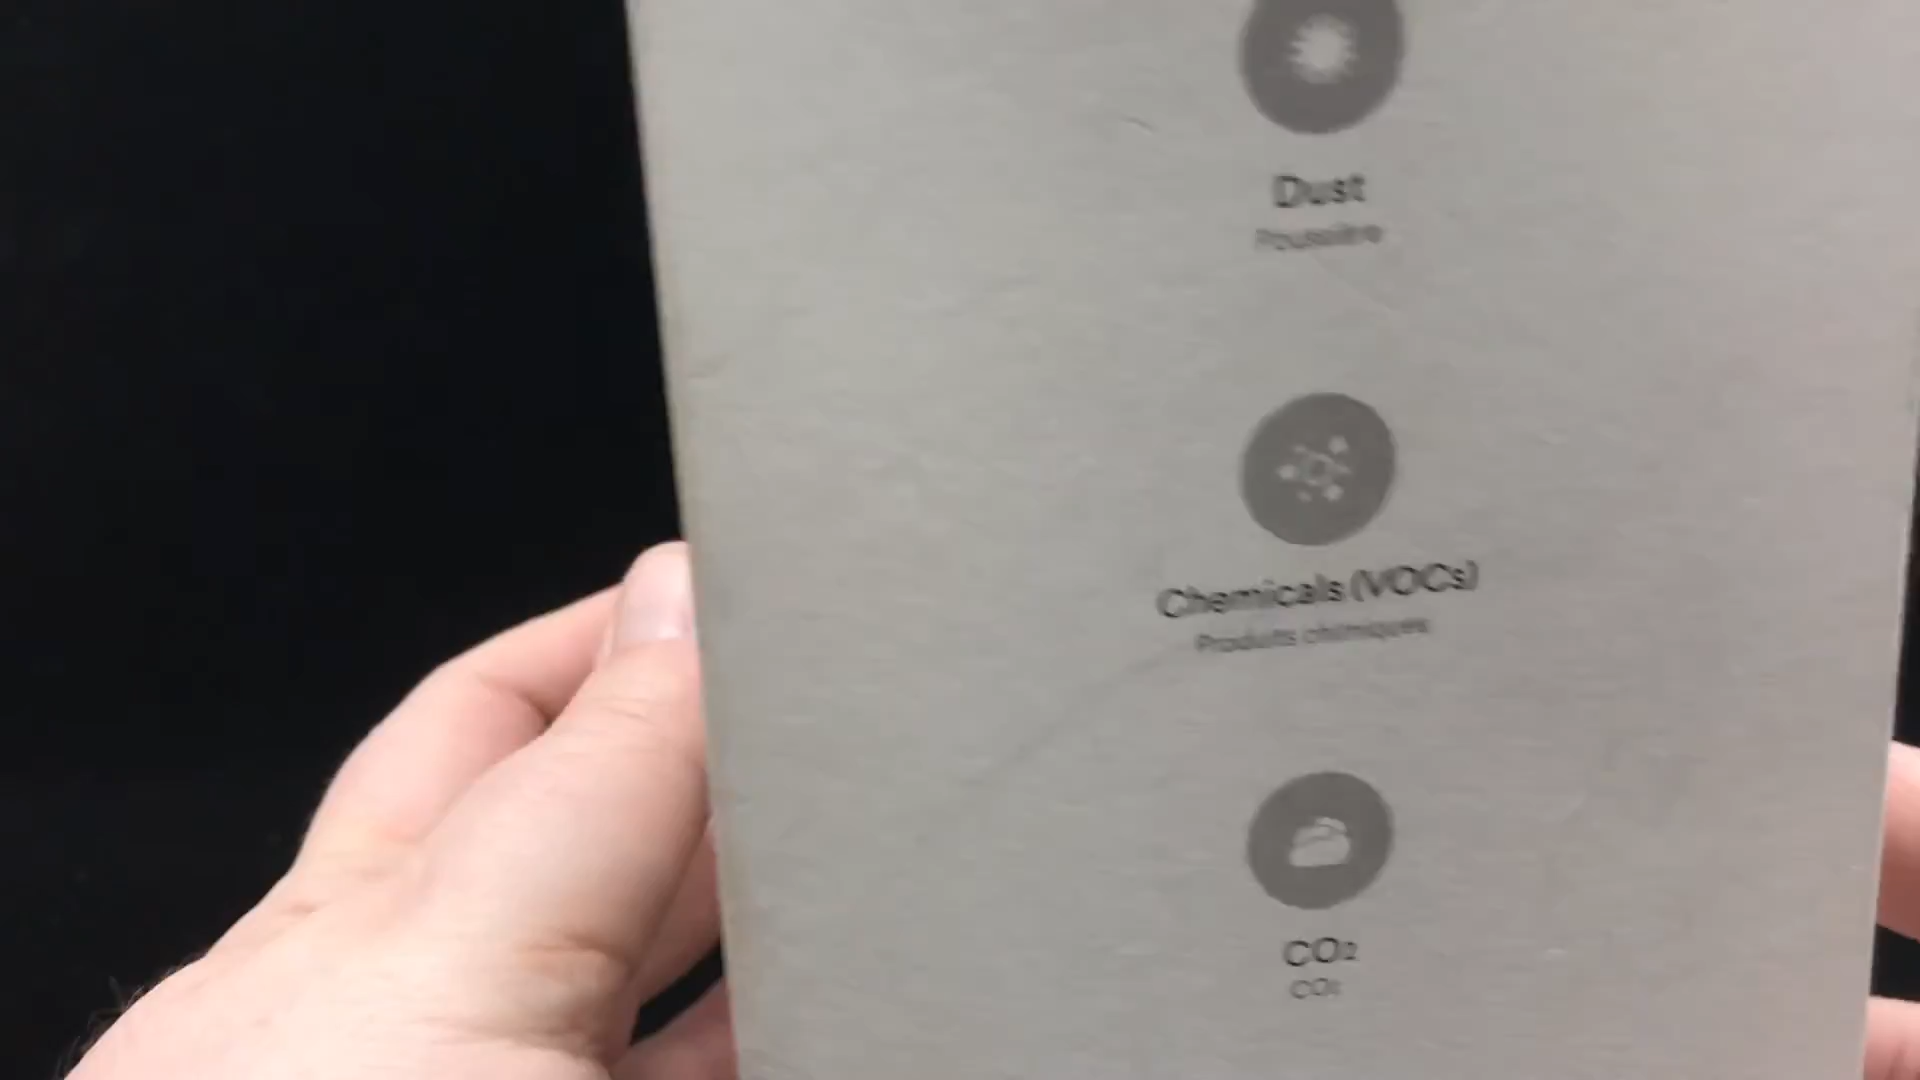 Dust
Poussière
Chemicals (VOCs)
Produits chimiques
CO2
CO2